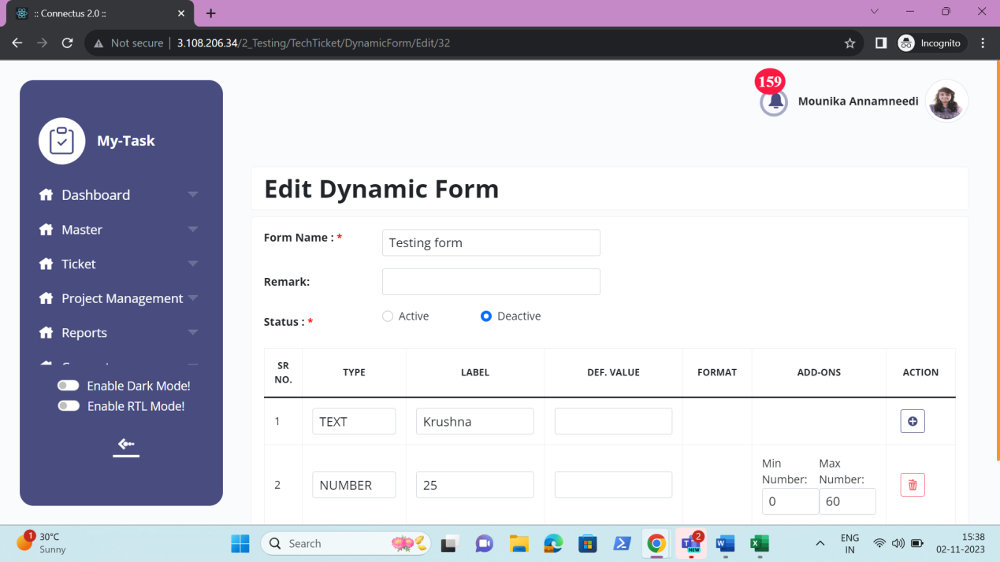 :: Connectus 2.0 ::
Not secure | 3.108.206.34/2_Testing/TechTicket/DynamicForm/Edit/32
Incognito
159
Mounika Annamneedi
My-Task
Dashboard
Master
Ticket
Project Management
Reports
Enable Dark Mode!
Enable RTL Mode!
Edit Dynamic Form
Form Name : *
Testing form
Remark:
Status : *
Active
Deactive
SR NO.
TYPE
LABEL
DEF. VALUE
FORMAT
ADD-ONS
ACTION
1
TEXT
Krushna
2
NUMBER
25
Min Number:
0
Max Number:
60
1
30°C
Sunny
Search
2
NEW
ENG
IN
15:38
02-11-2023